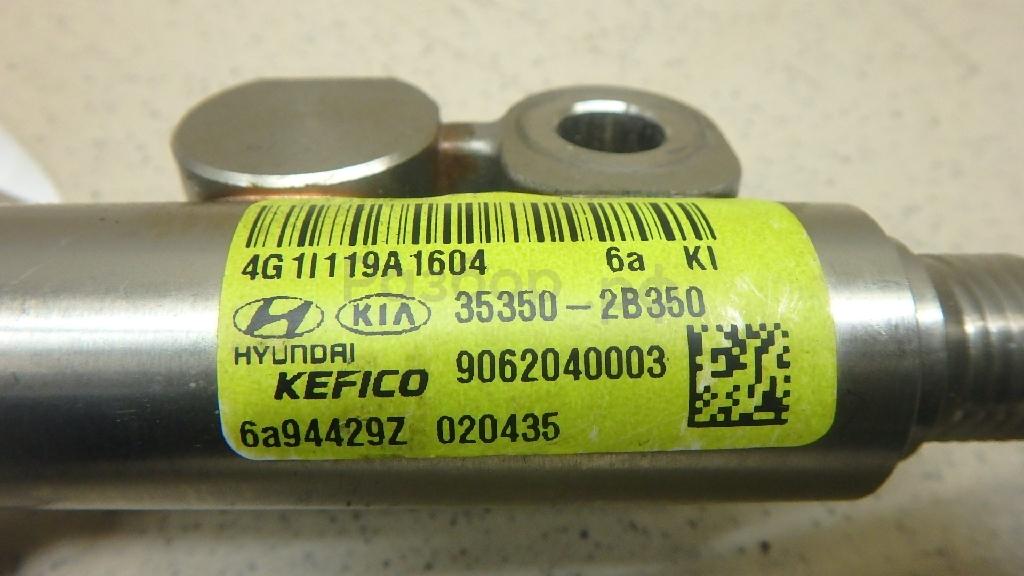 4G1I119A1604 6a KI
HYUNDAI KIA 35350-2B350
KEFICO 9062040003
6a94429Z 020435